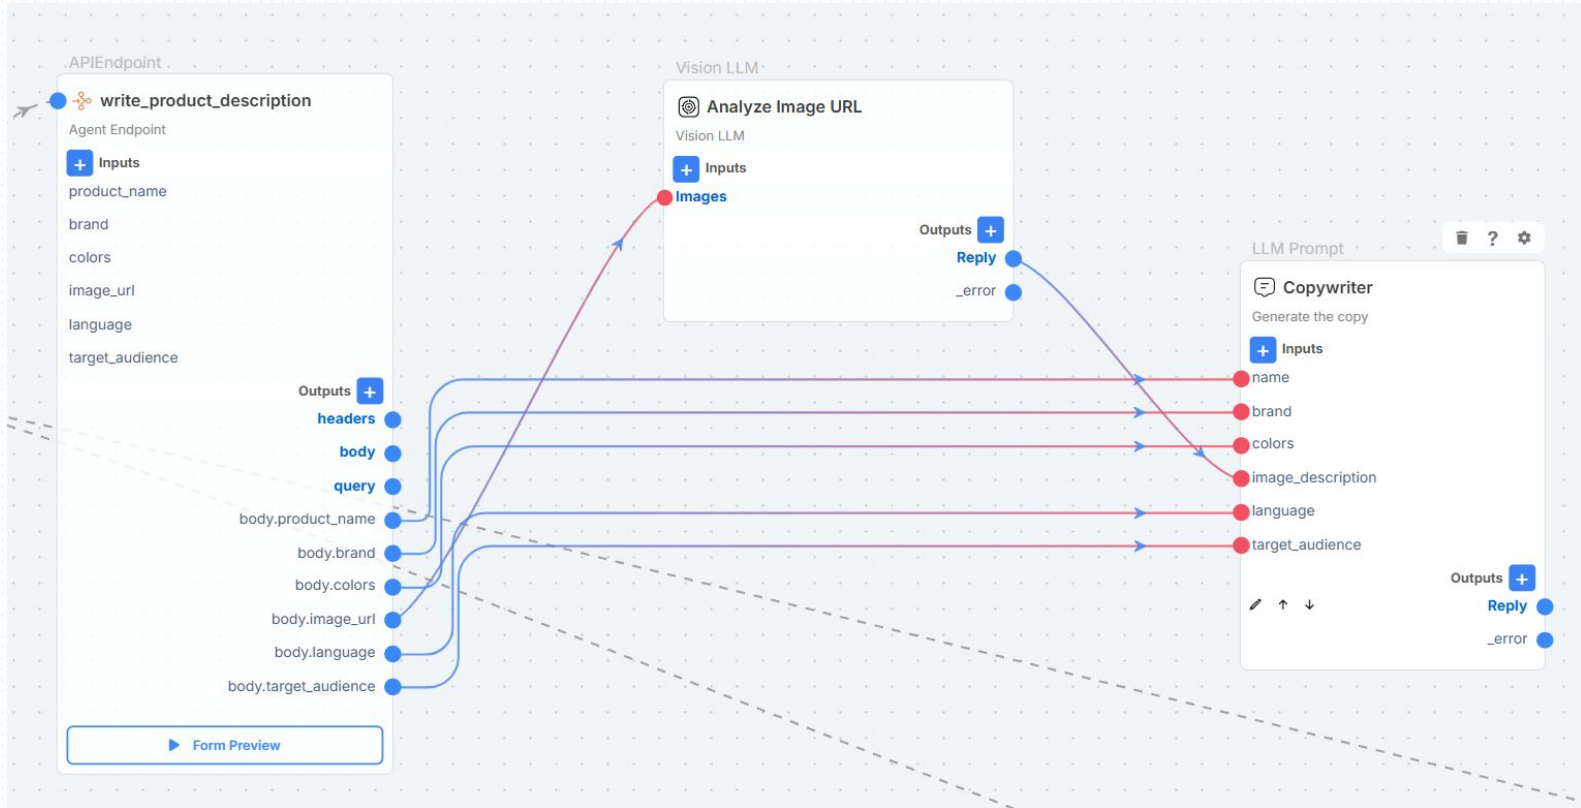 APIEndpoint
write_product_description
Agent Endpoint
Inputs
product_name
brand
colors
image_url
language
target_audience
Outputs
headers
body
query
body.product_name
body.brand
body.colors
body.image_url
body.language
body.target_audience
Form Preview
Vision LLM
Analyze Image URL
Vision LLM
Inputs
Images
Outputs
Reply
_error
LLM Prompt
Copywriter
Generate the copy
Inputs
name
brand
colors
image_description
language
target_audience
Outputs
Reply
_error